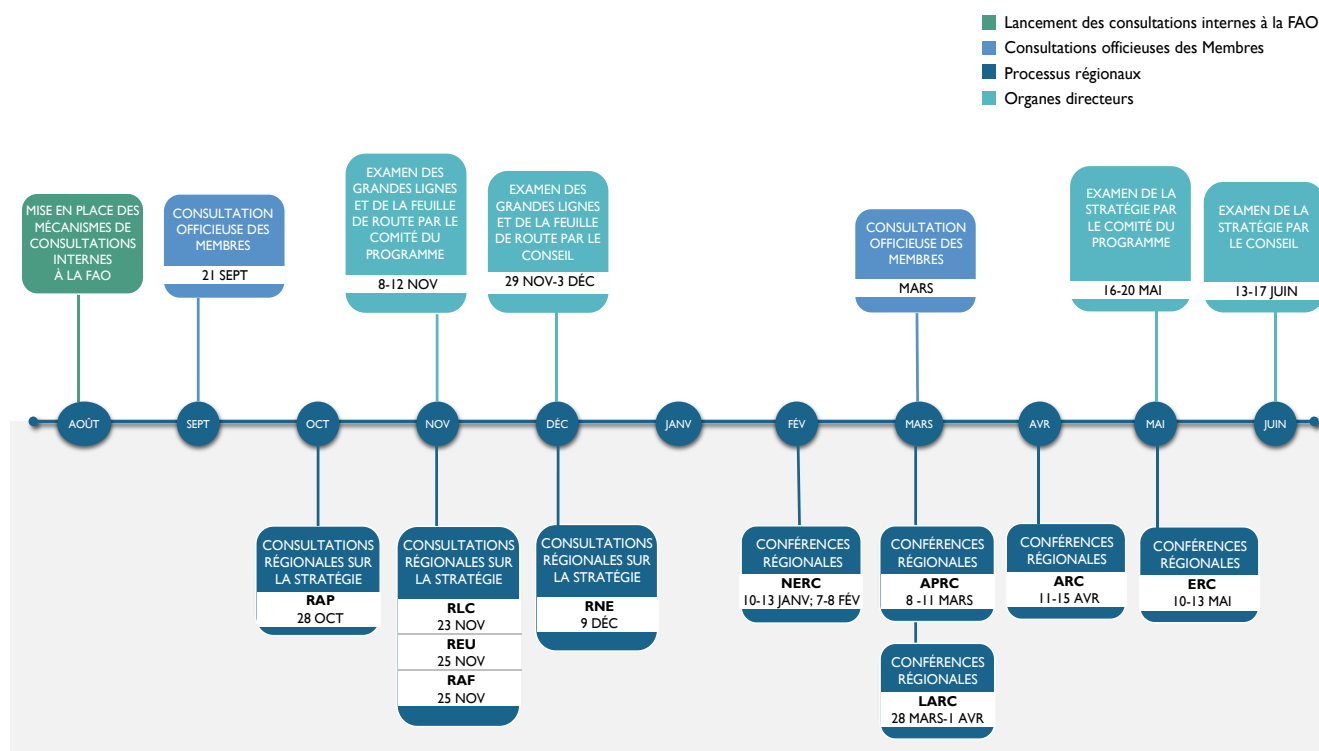 Lancement des consultations internes à la FAO
Consultations officieuses des Membres
Processus régionaux
Organes directeurs
MISE EN PLACE DES
MÉCANISMES DE
CONSULTATIONS
INTERNES
À LA FAO
CONSULTATION
OFFICIEUSE DES
MEMBRES
21 SEPT
EXAMEN DES
GRANDES LIGNES
ET DE LA FEUILLE
DE ROUTE PAR LE
COMITÉ DU
PROGRAMME
8-12 NOV
EXAMEN DES
GRANDES LIGNES
ET DE LA FEUILLE
DE ROUTE PAR LE
CONSEIL
29 NOV-3 DÉC
CONSULTATION
OFFICIEUSE DES
MEMBRES
MARS
EXAMEN DE LA
STRATÉGIE PAR
LE COMITÉ DU
PROGRAMME
16-20 MAI
EXAMEN DE LA
STRATÉGIE PAR
LE CONSEIL
13-17 JUIN
AOÛT
SEPT
OCT
NOV
DÉC
JANV
FÉV
MARS
AVR
MAI
JUIN
CONSULTATIONS
RÉGIONALES SUR
LA STRATÉGIE
RAP
28 OCT
CONSULTATIONS
RÉGIONALES SUR
LA STRATÉGIE
RLC
23 NOV
REU
25 NOV
RAF
25 NOV
CONSULTATIONS
RÉGIONALES SUR
LA STRATÉGIE
RNE
9 DÉC
CONFÉRENCES
RÉGIONALES
NERC
10-13 JANV; 7-8 FÉV
CONFÉRENCES
RÉGIONALES
APRC
8 -11 MARS
CONFÉRENCES
RÉGIONALES
LARC
28 MARS-1 AVR
CONFÉRENCES
RÉGIONALES
ARC
11-15 AVR
CONFÉRENCES
RÉGIONALES
ERC
10-13 MAI